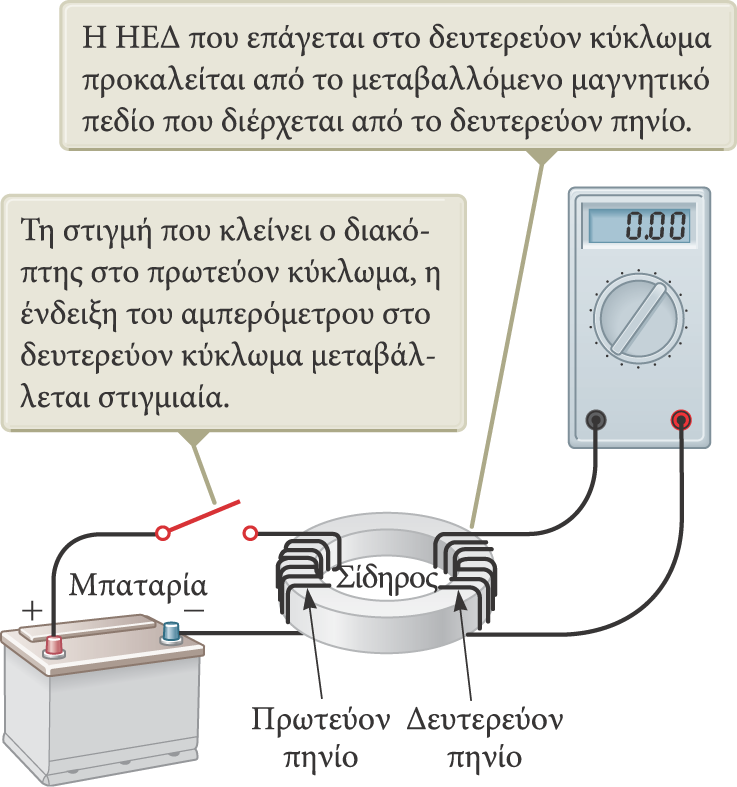 Η ΗΕΔ που επάγεται στο δευτερεύον κύκλωμα
προκαλείται από το μεταβαλλόμενο μαγνητικό
πεδίο που διέρχεται από το δευτερεύον πηνίο.
Τη στιγμή που κλείνει ο διακό-
πτης στο πρωτεύον κύκλωμα, η
ένδειξη του αμπερόμετρου στο
δευτερεύον κύκλωμα μεταβάλ-
λεται στιγμιαία.
0.00
Σίδηρος
Μπαταρία
+ −
Πρωτεύον
πηνίο
Δευτερεύον
πηνίο